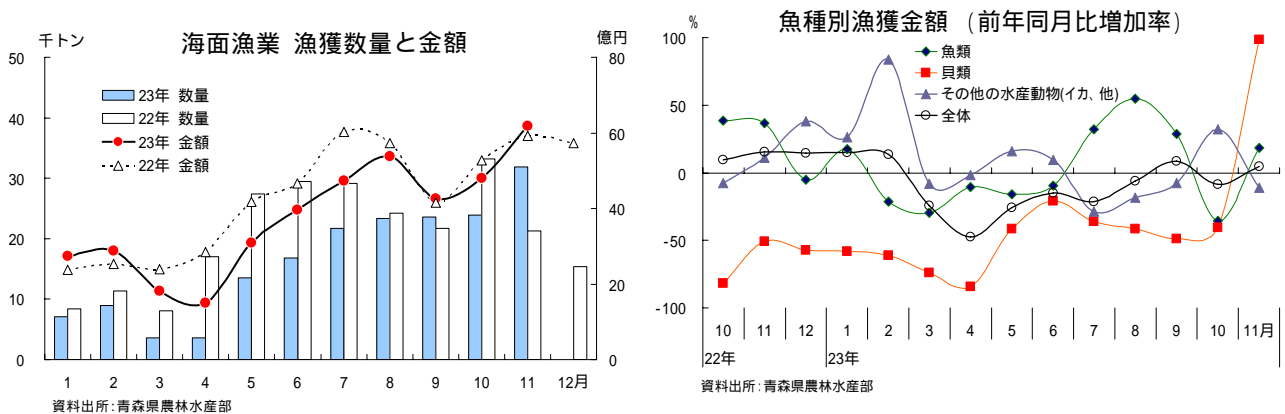 海面漁業 漁獲数量と金額
千トン
億円
50
40
30
20
10
0
80
60
40
20
0
23年 数量
22年 数量
23年 金額
22年 金額
1 2 3 4 5 6 7 8 9 10 11 12月
資料出所:青森県農林水産部
魚種別漁獲金額 (前年同月比増加率)
%
100
50
0
-50
-100
魚類
貝類
その他の水産動物(イカ、他)
全体
10 11 12 1 2 3 4 5 6 7 8 9 10 11月
22年 23年
資料出所:青森県農林水産部